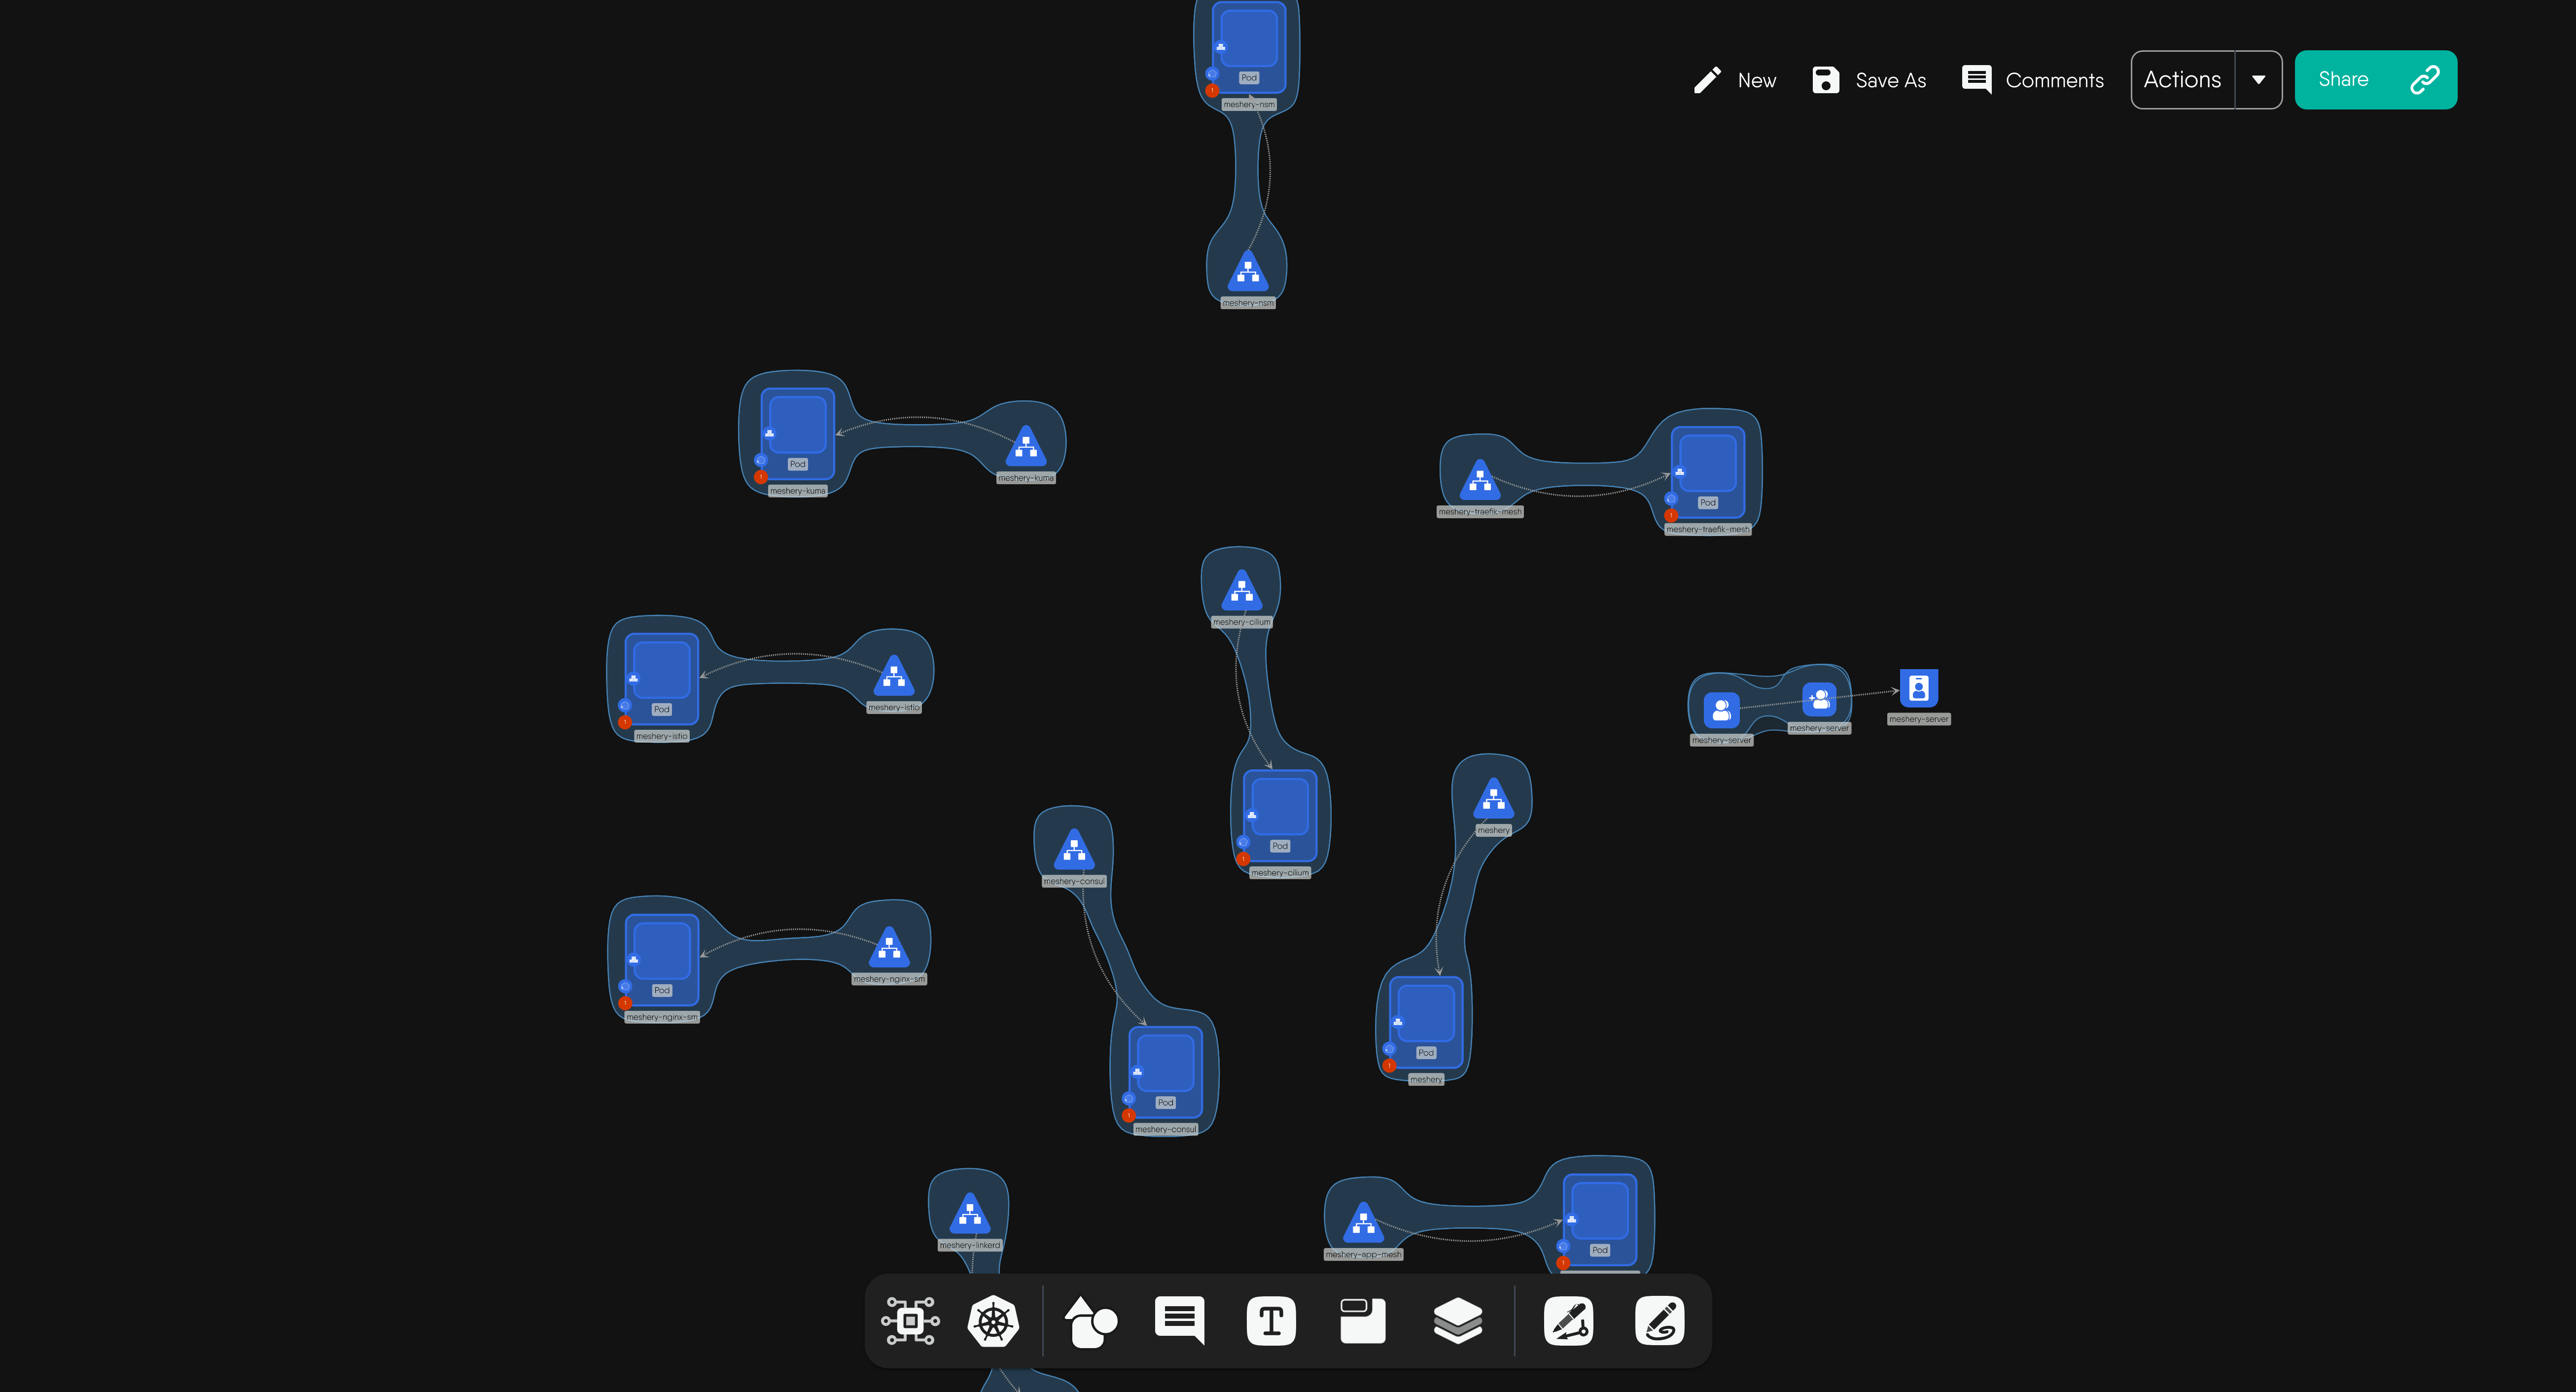 Pod
meshery-nsm
New
Save As
Comments
Actions
Share
meshery-nsm
Pod
meshery-kuma
meshery-kuma
meshery-traefik-mesh
Pod
meshery-traefik-mesh
meshery-cilium
Pod
meshery-istio
meshery-istio
meshery-server
meshery-server
meshery-server
Pod
meshery-cilium
meshery
meshery-consul
Pod
meshery-nginx-sm
meshery-nginx-sm
Pod
meshery
Pod
meshery-consul
meshery-linkerd
meshery-app-mesh
Pod
T